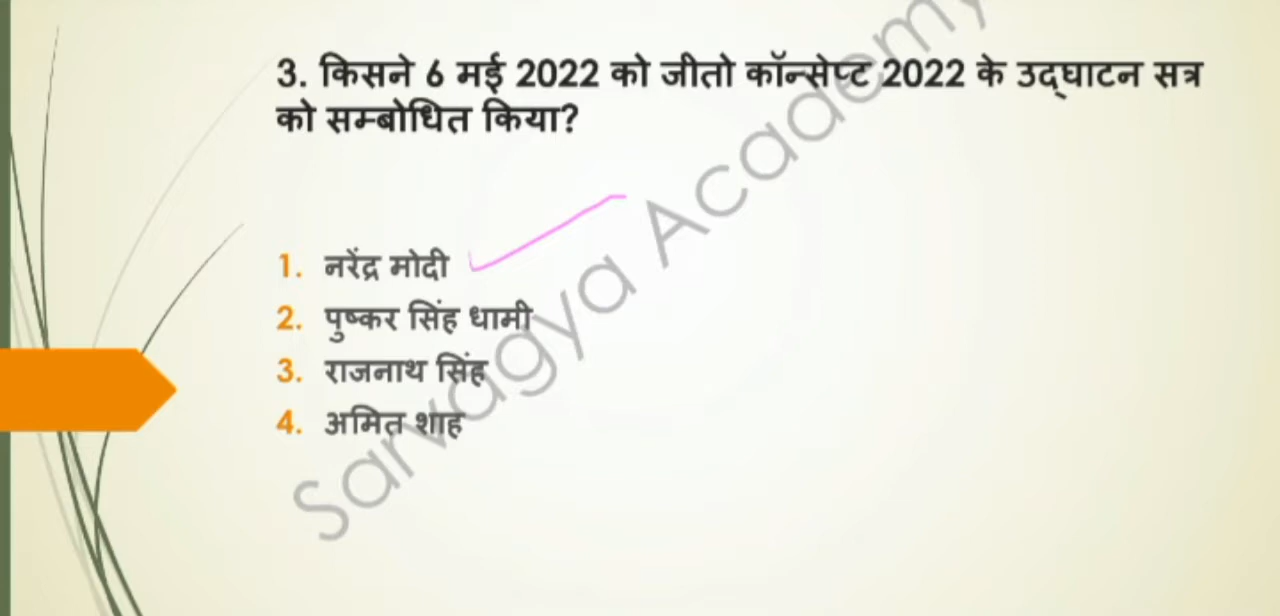 3. किसने 6 मई 2022 को जीतो कॉन्सेप्ट 2022 के उद्घाटन सत्र
को सम्बोधित किया?
1. नरेंद्र मोदी
2. पुष्कर सिंह धामी
3. राजनाथ सिंह
4. अमित शाह
Sarvagya Academy